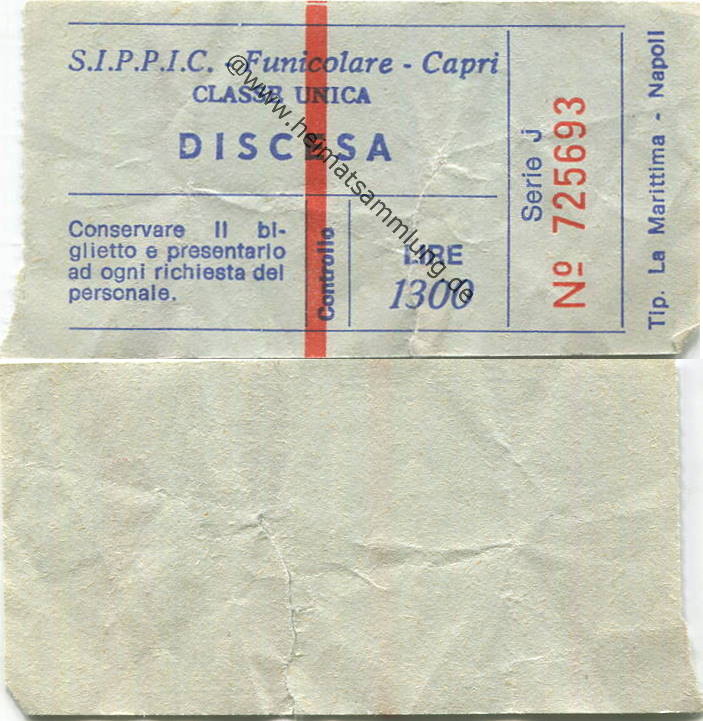 S.I.P.P.I.C. - Funicolare - Capri
CLASSE UNICA
DISCESA
Conservare il bi-
glietto e presentarlo
ad ogni richiesta del
personale.
Controllo
LIRE
1300
Serie J
Nº 725693
Tip. La Marittima - Napoli
@www.heimatsammlung.de